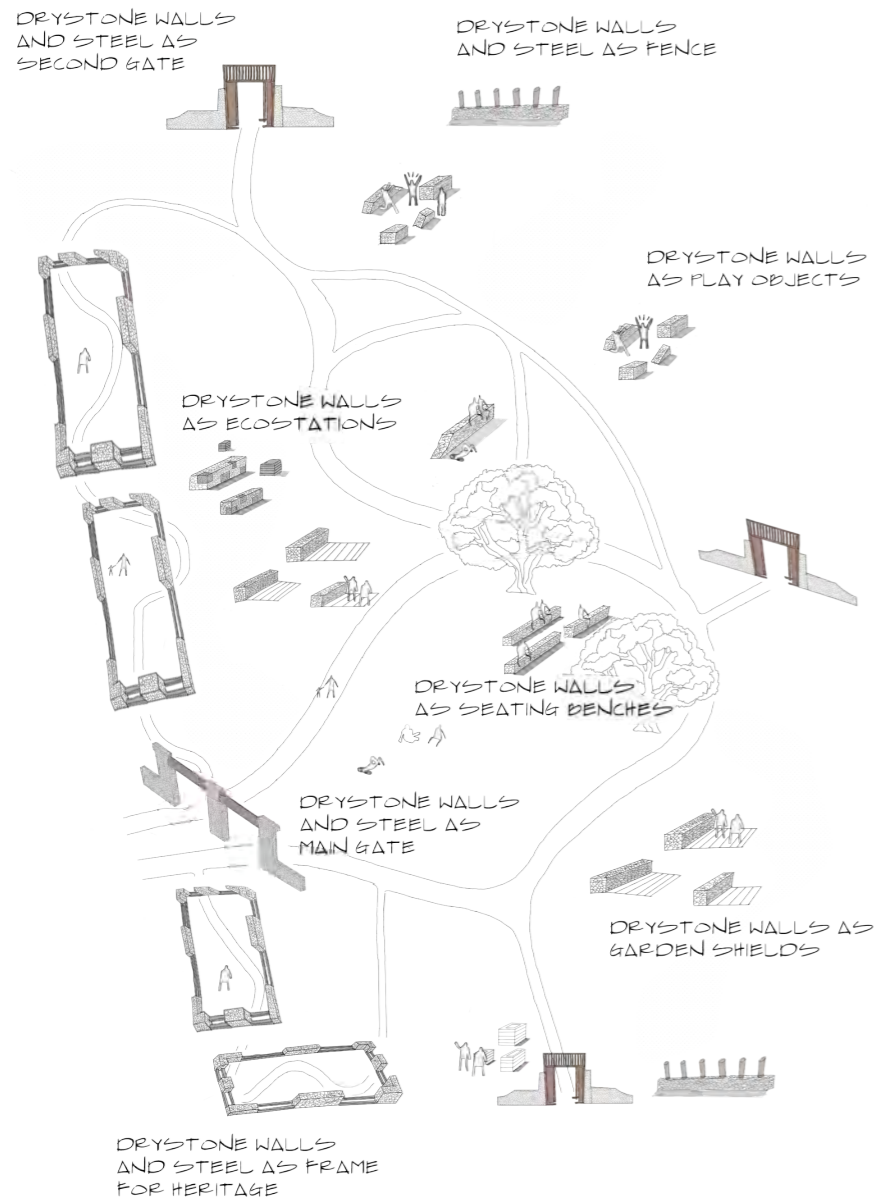 DRYSTONE WALLS
AND STEEL AS
SECOND GATE
DRYSTONE WALLS
AND STEEL AS FENCE
DRYSTONE WALLS
AS PLAY OBJECTS
DRYSTONE WALLS
AS ECOSTATIONS
DRYSTONE WALLS
AS SEATING BENCHES
DRYSTONE WALLS
AND STEEL AS
MAIN GATE
DRYSTONE WALLS AS
GARDEN SHIELDS
DRYSTONE WALLS
AND STEEL AS FRAME
FOR HERITAGE